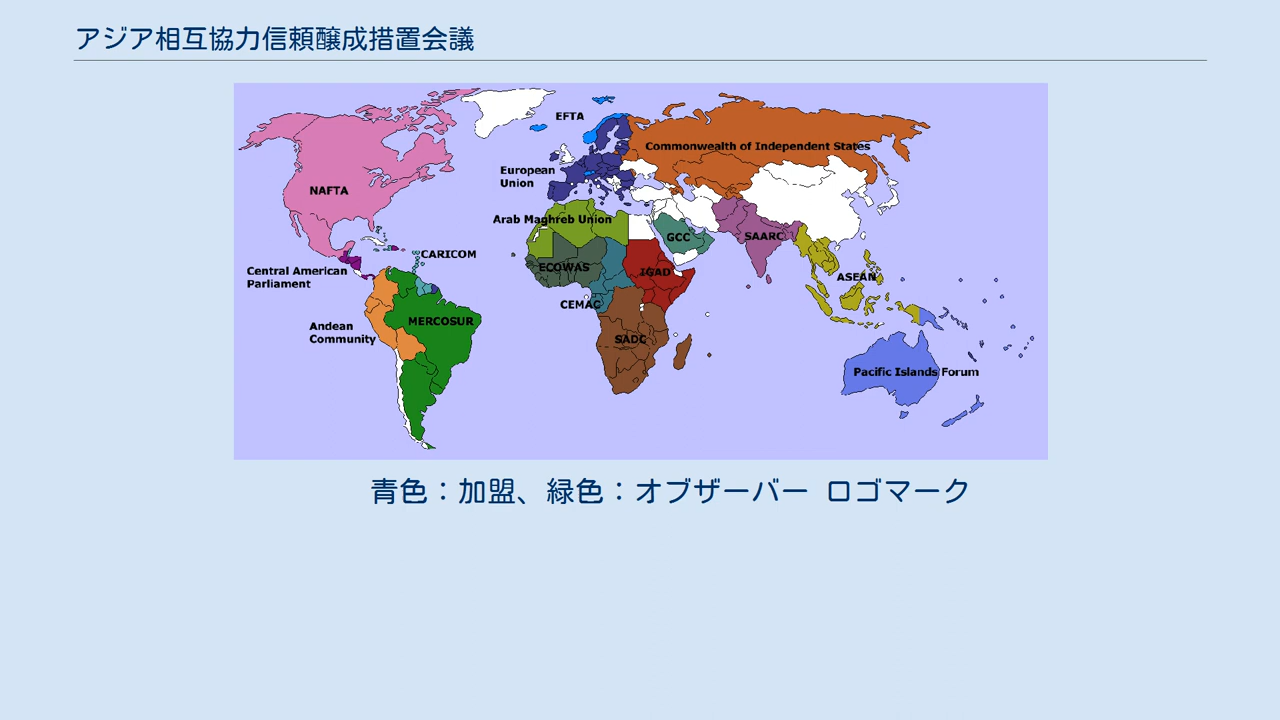 アジア相互協力信頼醸成措置会議
EFTA
Commonwealth of Independent States
European
Union
NAFTA
Arab Maghreb Union
GCC
SAARC
CARICOM
Central American
Parliament
ECOWAS
IGAD
ASEAN
CEMAC
MERCOSUR
Andean
Community
SADC
Pacific Islands Forum
青色：加盟、緑色：オブザーバー ロゴマーク